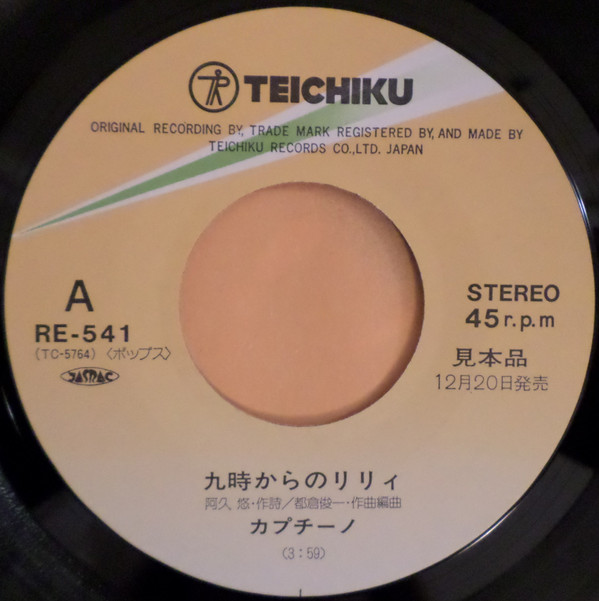 TEICHIKU
ORIGINAL RECORDING BY, TRADE MARK REGISTERED BY, AND MADE BY
TEICHIKU RECORDS CO.,LTD. JAPAN
A
RE-541
(TC-5764) 〈ポップス〉
JASRAC
STEREO
45 r.p.m
見本品
12月20日発売
九時からのリリィ
阿久 悠・作詩/都倉俊一・作曲編曲
カプチーノ
(3:59)